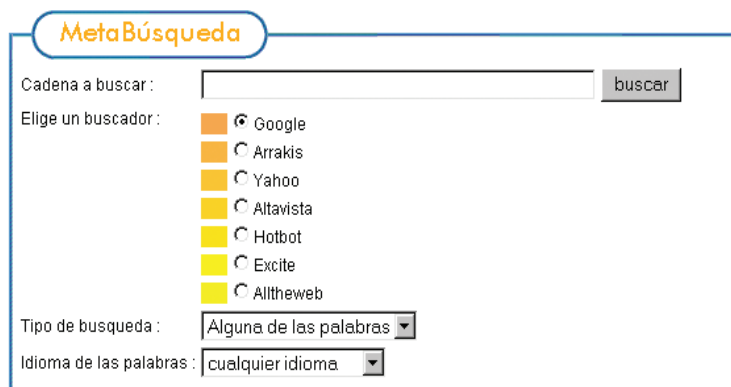 MetaBúsqueda
Cadena a buscar : buscar
Elige un buscador : Google
Arrakis
Yahoo
Altavista
Hotbot
Excite
Alltheweb
Tipo de busqueda : Alguna de las palabras
Idioma de las palabras : cualquier idioma